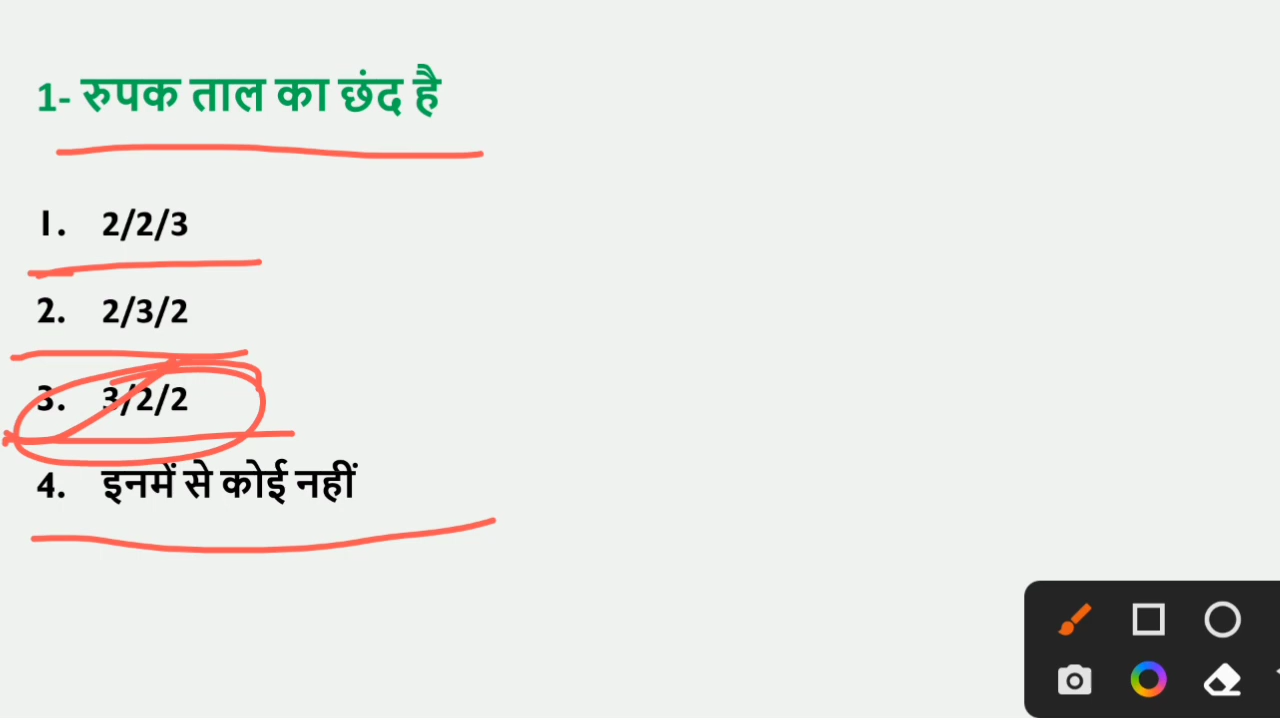 1- रुपक ताल का छंद है
1. 2/2/3
2. 2/3/2
3. 3/2/2
4. इनमें से कोई नहीं